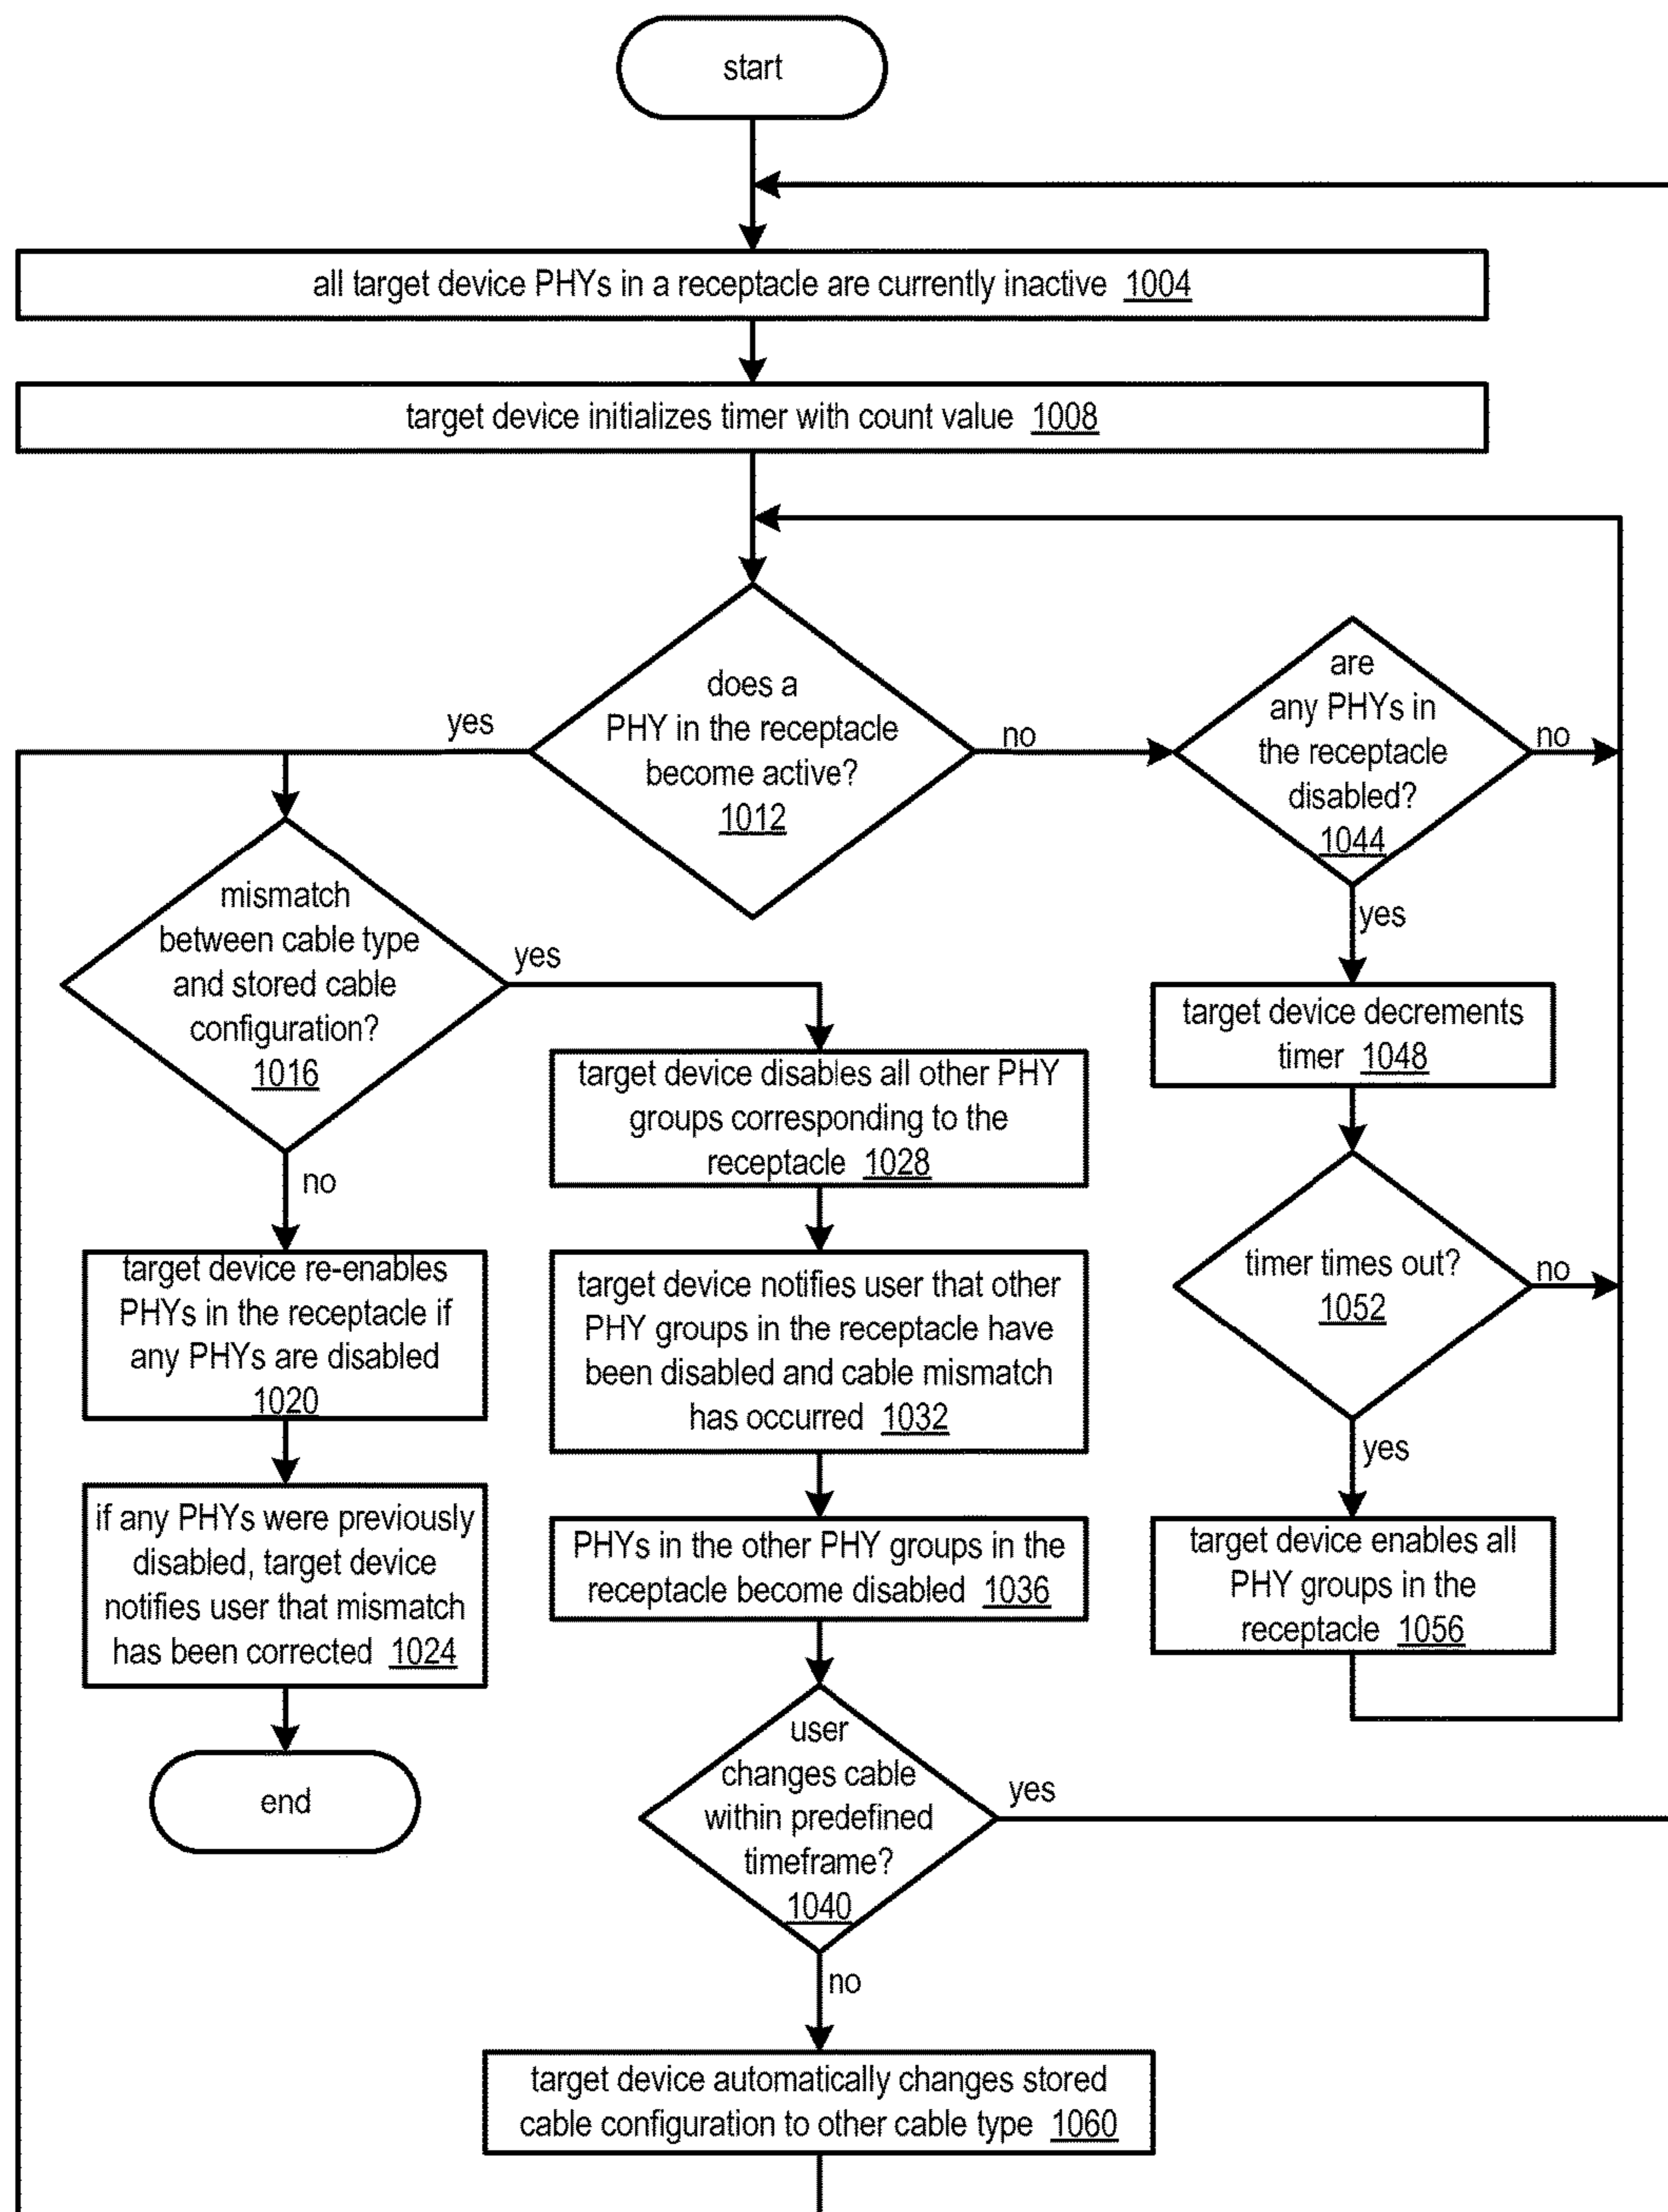 start
all target device PHYs in a receptacle are currently inactive 1004
target device initializes timer with count value 1008
does a
PHY in the receptacle
become active?
1012
yes
no
are
any PHYs in
the receptacle
disabled?
1044
no
yes
mismatch
between cable type
and stored cable
configuration?
1016
yes
no
target device re-enables
PHYs in the receptacle if
any PHYs are disabled
1020
if any PHYs were previously
disabled, target device
notifies user that mismatch
has been corrected 1024
end
target device disables all other PHY
groups corresponding to the
receptacle 1028
target device notifies user that other
PHY groups in the receptacle have
been disabled and cable mismatch
has occurred 1032
PHYs in the other PHY groups in the
receptacle become disabled 1036
user
changes cable
within predefined
timeframe?
1040
yes
no
target device automatically changes stored
cable configuration to other cable type 1060
target device decrements
timer 1048
timer times out?
1052
no
yes
target device enables all
PHY groups in the
receptacle 1056